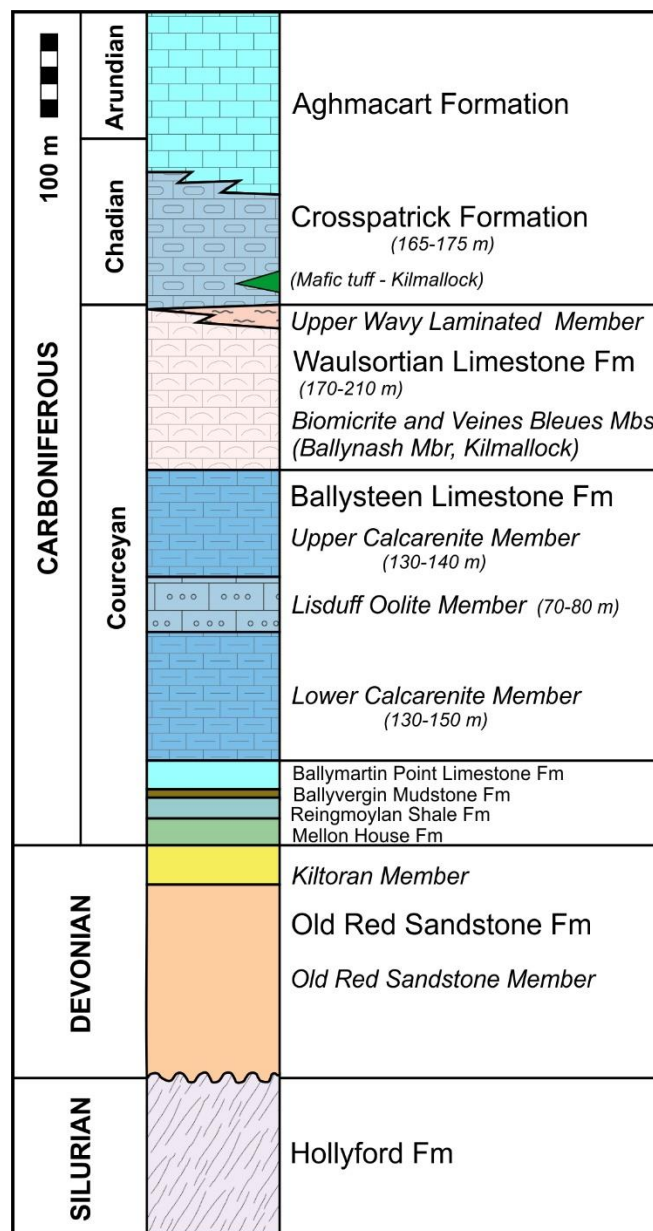 100 m
CARBONIFEROUS
DEVONIAN
SILURIAN
Arundian
Chadian
Courceyan
Aghmacart Formation
Crosspatrick Formation
(165-175 m)
(Mafic tuff - Kilmallock)
Upper Wavy Laminated Member
Waulsortian Limestone Fm
(170-210 m)
Biomicrite and Veines Bleues Mbs
(Ballynash Mbr, Kilmallock)
Ballysteen Limestone Fm
Upper Calcarenite Member
(130-140 m)
Lisduff Oolite Member (70-80 m)
Lower Calcarenite Member
(130-150 m)
Ballymartin Point Limestone Fm
Ballyvergin Mudstone Fm
Reingmoylan Shale Fm
Mellon House Fm
Kiltoran Member
Old Red Sandstone Fm
Old Red Sandstone Member
Hollyford Fm